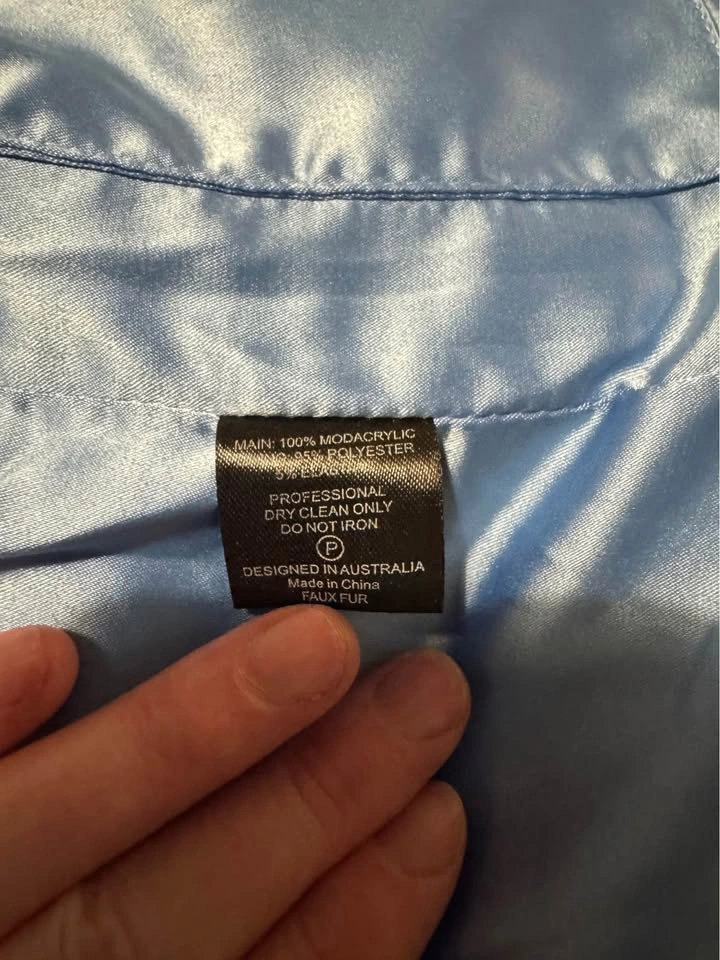 MAIN: 100% MODACRYLIC
95% POLYESTER
5%
PROFESSIONAL
DRY CLEAN ONLY
DO NOT IRON
P
DESIGNED IN AUSTRALIA
Made in China
FAUX FUR